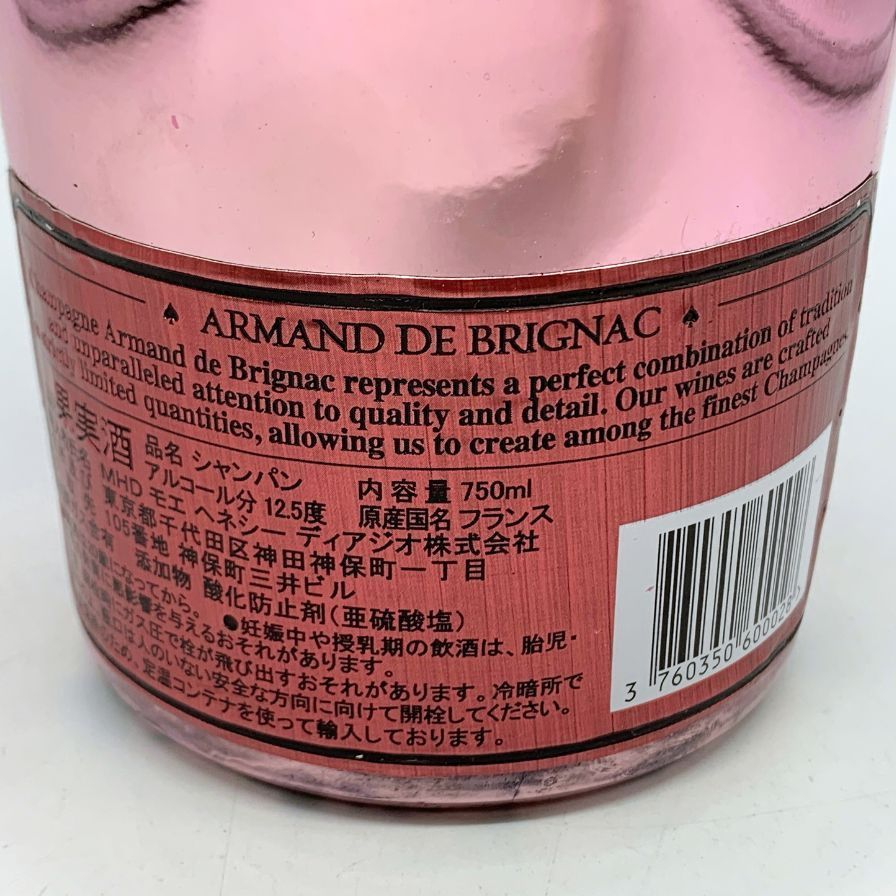 ARMAND DE BRIGNAC
Champagne Armand de Brignac represents a perfect combination of tradition
and unparalleled attention to quality and detail. Our wines are crafted
limited quantities, allowing us to create among the finest Champagnes.
果実酒
品名 シャンパン 内容量 750ml
アルコール分 12.5度 原産国名 フランス
MHD モエ ヘネシー ディアジオ株式会社
東京都千代田区神田神保町一丁目
105番地 神保町三井ビル
添加物 酸化防止剤(亜硫酸塩)
になってから。 ●妊娠中や授乳期の飲酒は、胎児・
悪影響を与えるおそれがあります。
ガス圧で栓が飛び出すおそれがあります。冷暗所で
人のいない安全な方向に向けて開栓してください。
ため、定温コンテナを使って輸入しております。
3 760350 600028